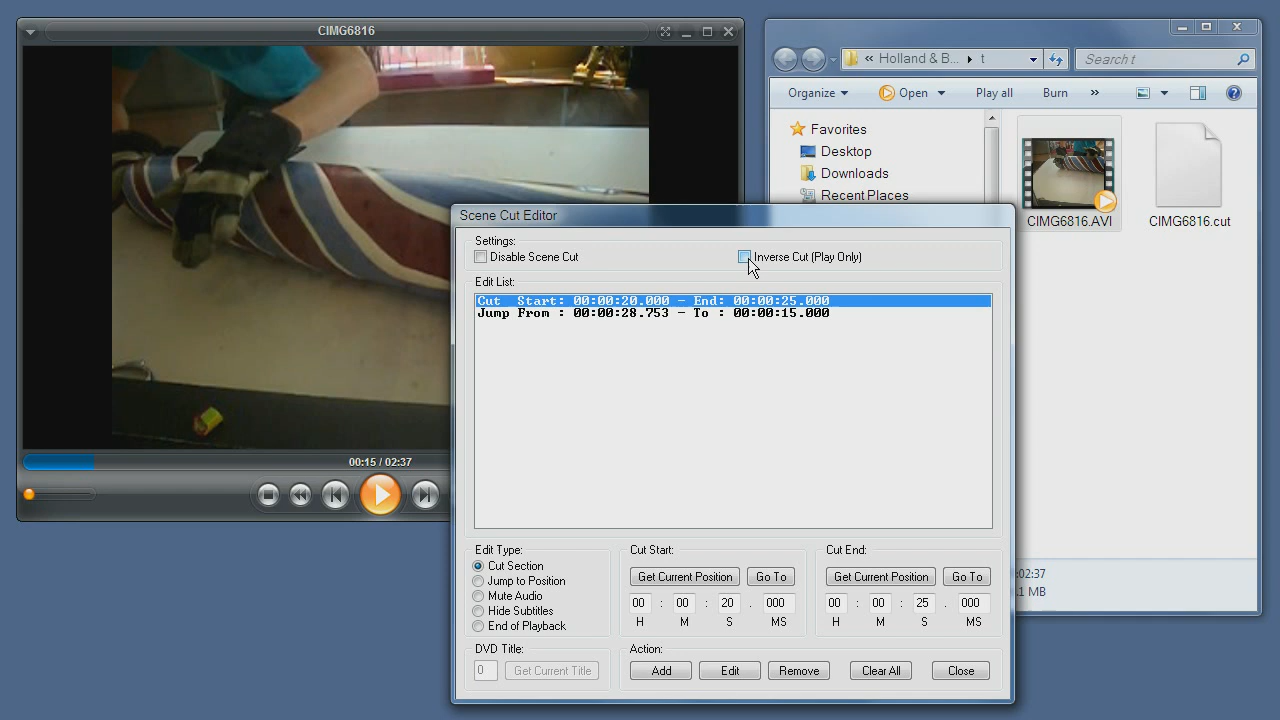 CIMG6816
00:15 / 02:37
« Holland & B... ▸ t
Search t
Organize
Open
Play all
Burn
»
Favorites
Desktop
Downloads
Recent Places
CIMG6816.AVI
CIMG6816.cut
:02:37
.1 MB
Scene Cut Editor
Settings:
Disable Scene Cut
Inverse Cut (Play Only)
Edit List:
Cut  Start: 00:00:20.000 - End: 00:00:25.000
Jump From : 00:00:28.753 - To : 00:00:15.000
Edit Type:
Cut Section
Jump to Position
Mute Audio
Hide Subtitles
End of Playback
Cut Start:
Get Current Position
Go To
00 : 00 : 20 . 000
H M S MS
Cut End:
Get Current Position
Go To
00 : 00 : 25 . 000
H M S MS
DVD Title:
0
Get Current Title
Action:
Add
Edit
Remove
Clear All
Close